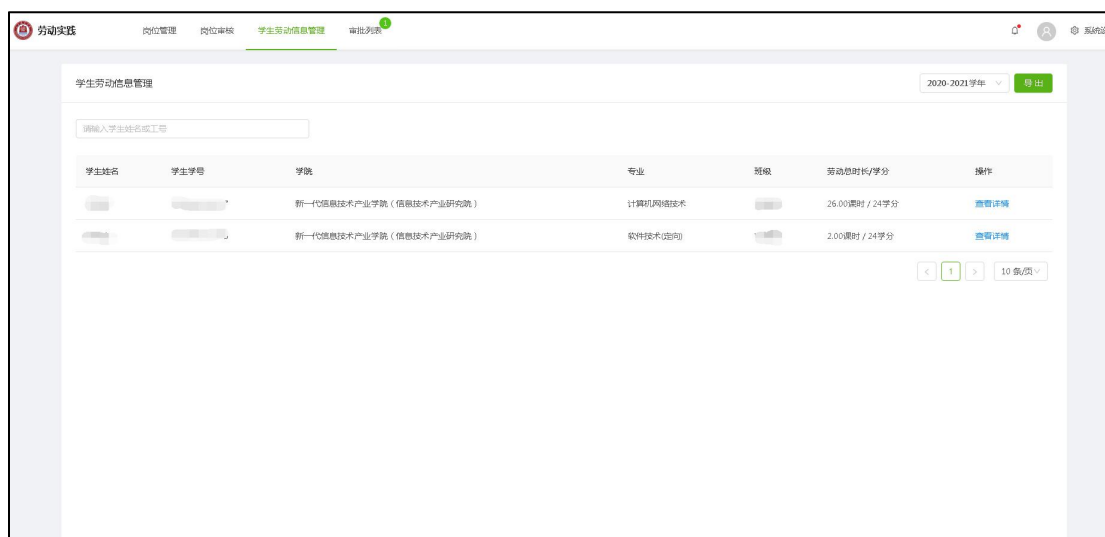 劳动实践 岗位管理 岗位审核 学生劳动信息管理 审批列表 1 系统设
学生劳动信息管理 2020-2021学年 导出
请输入学生姓名或工号
学生姓名 学生学号 学院 专业 班级 劳动总时长/学分 操作
新一代信息技术产业学院（信息技术产业研究院） 计算机网络技术 26.00课时 / 24学分 查看详情
新一代信息技术产业学院（信息技术产业研究院） 软件技术(定向) 2.00课时 / 24学分 查看详情
< 1 > 10 条/页